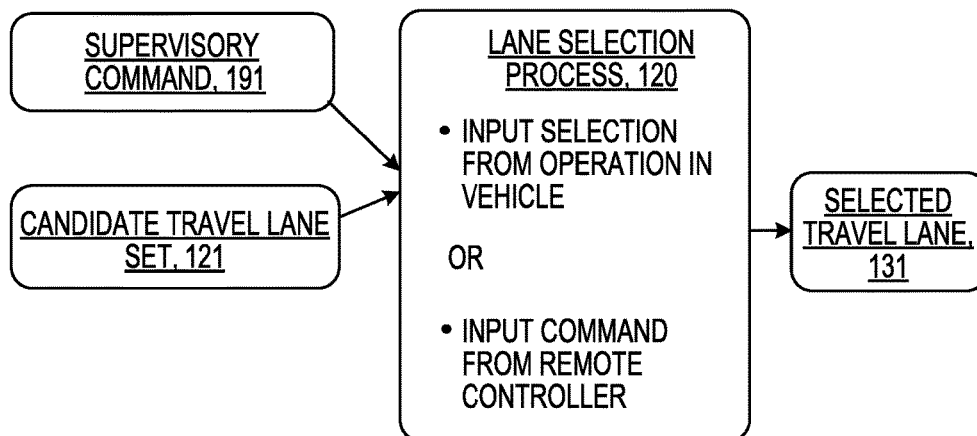 SUPERVISORY
COMMAND, 191
CANDIDATE TRAVEL LANE
SET, 121
LANE SELECTION
PROCESS, 120
• INPUT SELECTION
FROM OPERATION IN
VEHICLE
OR
• INPUT COMMAND
FROM REMOTE
CONTROLLER
SELECTED
TRAVEL LANE,
131